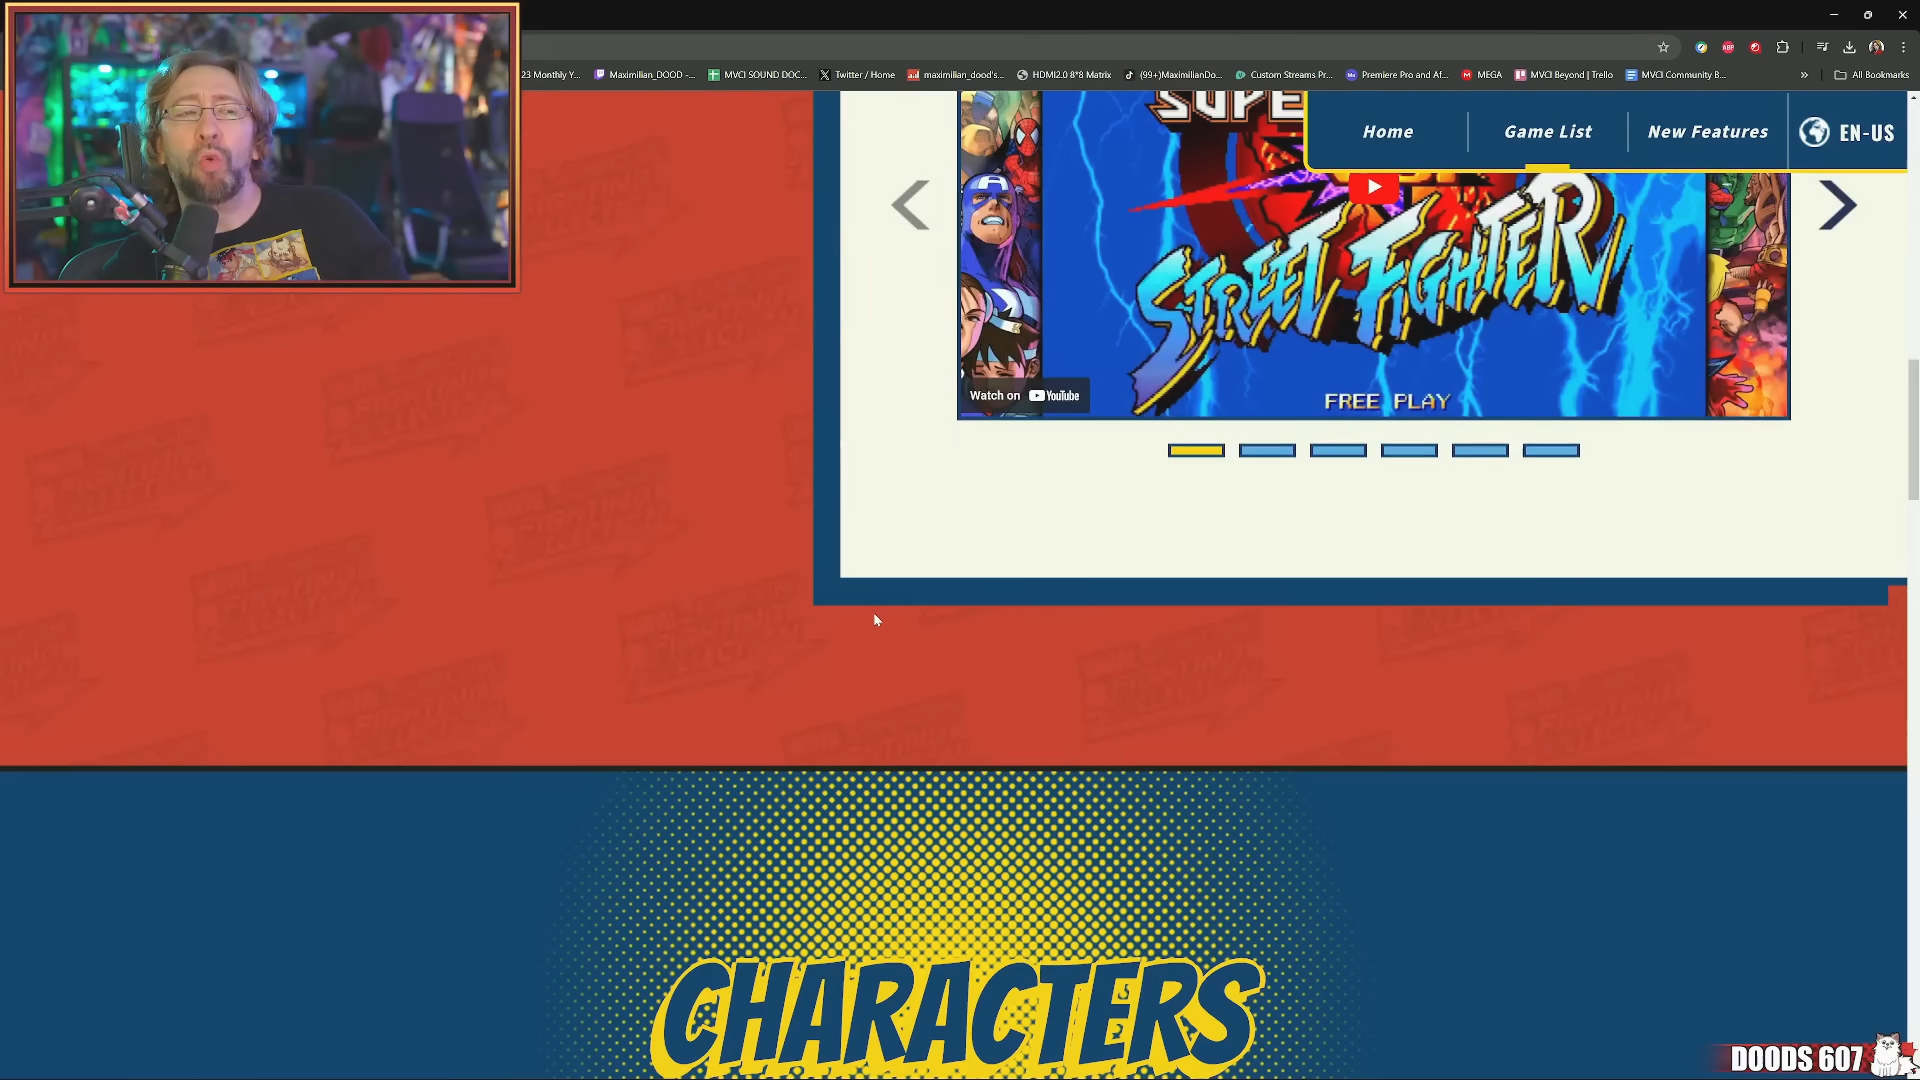 23 Monthly Y...
Maximilian_DOOD -...
MVCI SOUND DOC...
Twitter / Home
maximilian_dood's...
HDMI2.0 8*8 Matrix
(99+)MaximilianDo...
Custom Streams Pr...
Premiere Pro and Af...
MEGA
MVCI Beyond | Trello
MVCI Community B...
»
All Bookmarks
ABP
Home
Game List
New Features
EN-US
SUPE
STREET FIGHTER
FREE PLAY
Watch on YouTube
CHARACTERS
DOODS 607